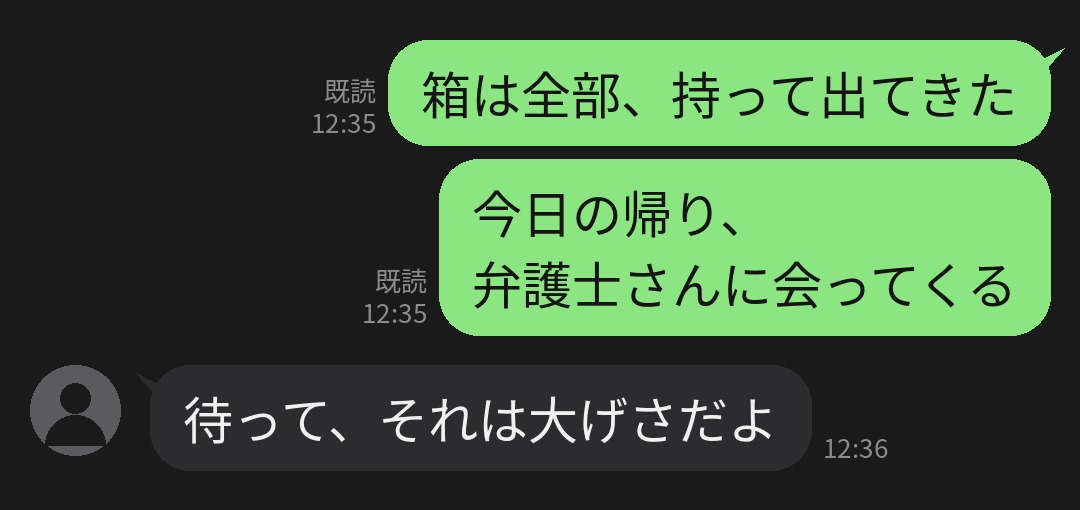 箱は全部、持って出てきた
既読
12:35
今日の帰り、
弁護士さんに会ってくる
既読
12:35
待って、それは大げさだよ
12:36